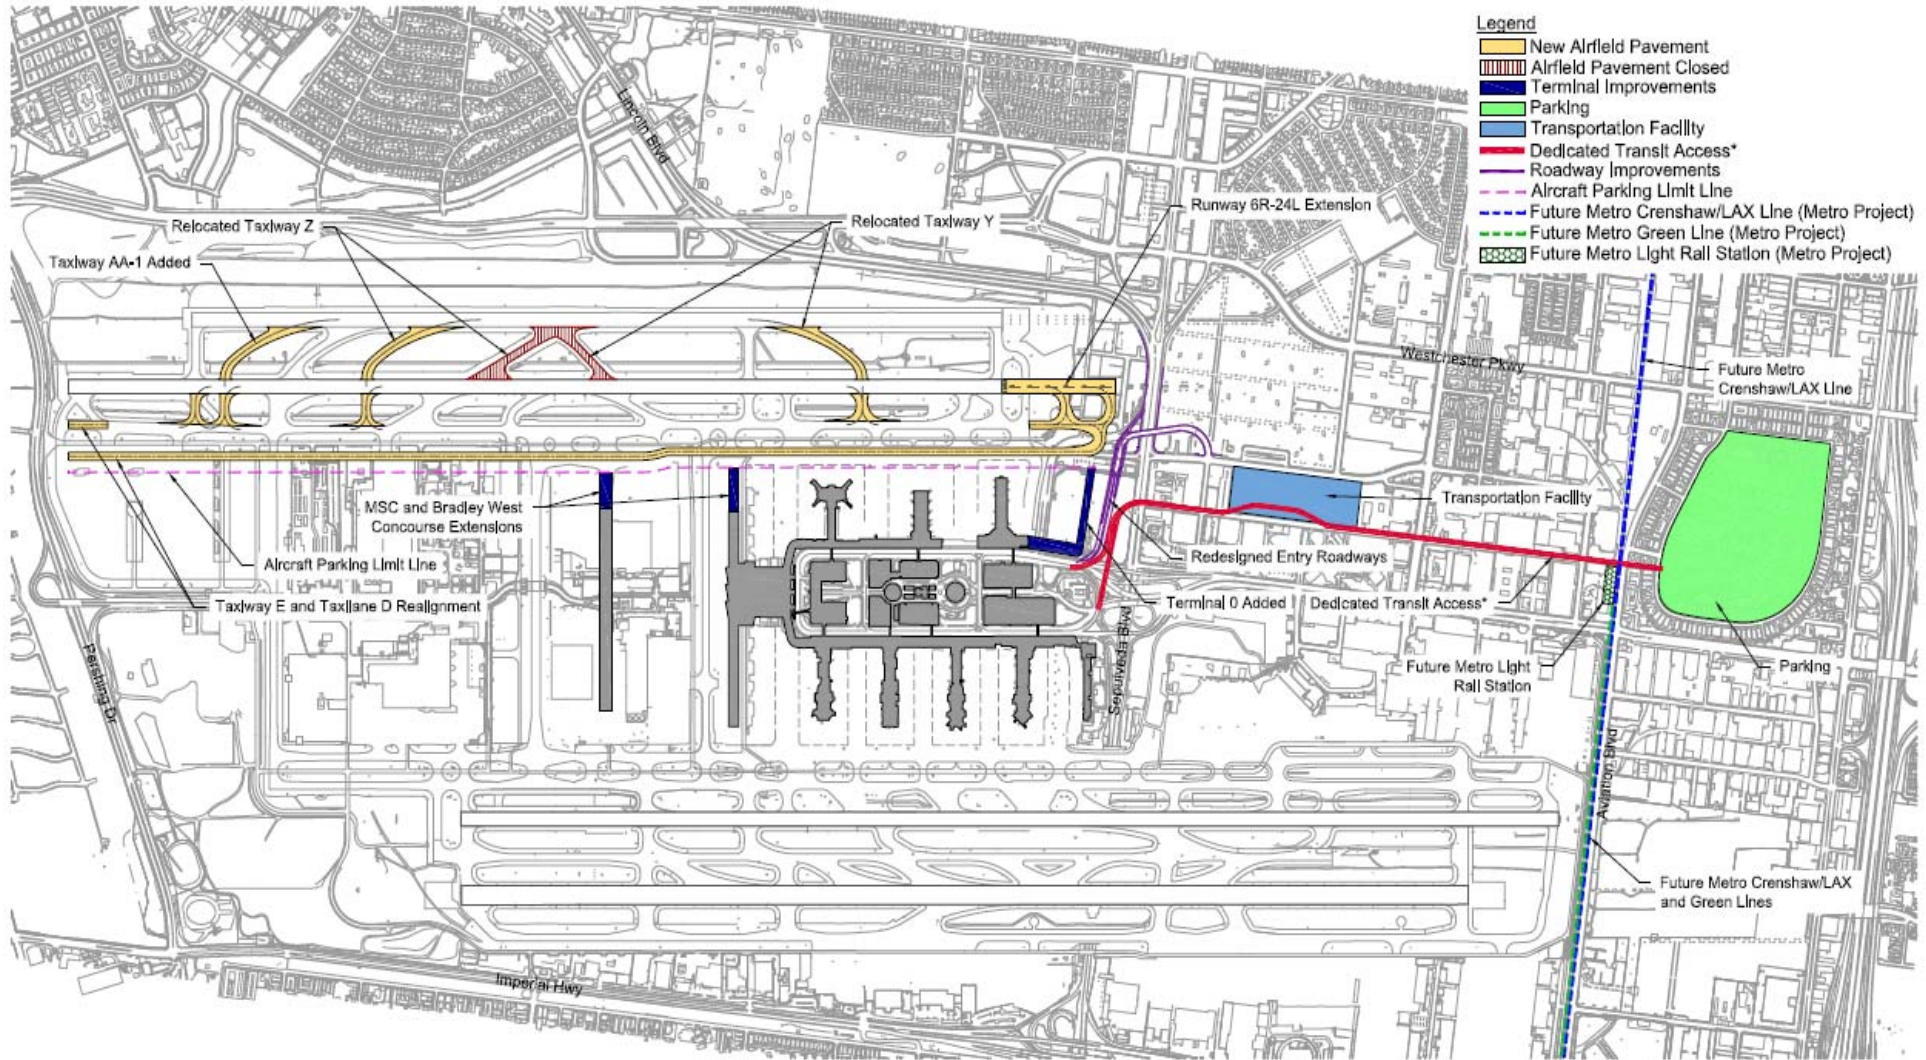 Legend
New Airfield Pavement
Airfield Pavement Closed
Terminal Improvements
Parking
Transportation Facility
Dedicated Transit Access*
Roadway Improvements
Aircraft Parking Limit Line
Future Metro Crenshaw/LAX Line (Metro Project)
Future Metro Green Line (Metro Project)
Future Metro Light Rail Station (Metro Project)
Lincoln Blvd
Relocated Taxiway Z
Relocated Taxiway Y
Runway 6R-24L Extension
Taxiway AA-1 Added
Westchester Pkwy
Future Metro
Crenshaw/LAX Line
MSC and Bradley West
Concourse Extensions
Transportation Facility
Aircraft Parking Limit Line
Redesigned Entry Roadways
Taxiway E and Taxilane D Realignment
Terminal 0 Added
Dedicated Transit Access*
Sepulveda Blvd
Future Metro Light
Rail Station
Parking
Pershing Dr
Aviation Blvd
Future Metro Crenshaw/LAX
and Green Lines
Imperial Hwy